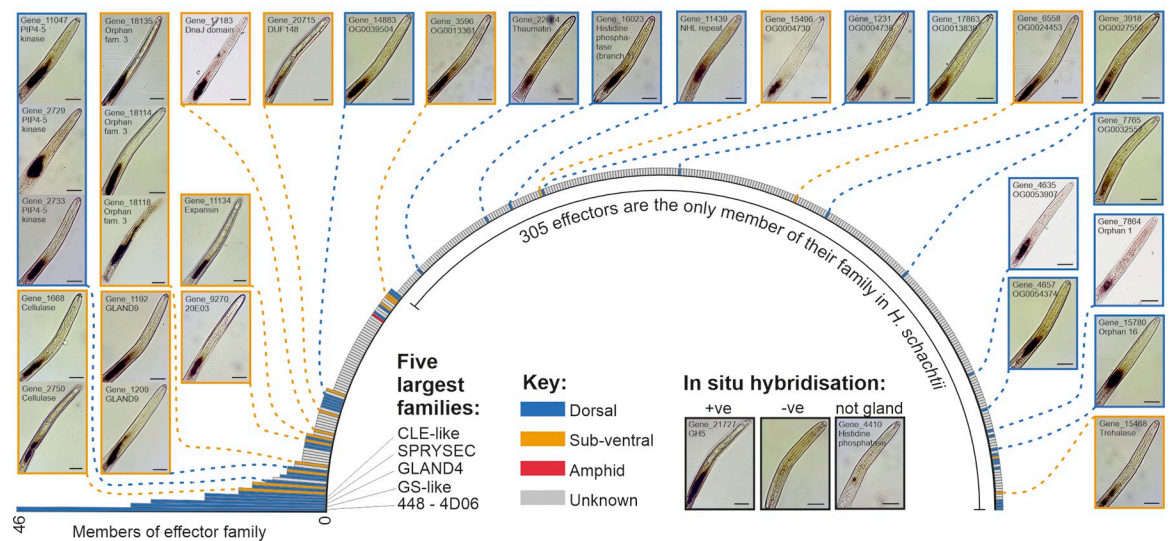 Gene_11047
PIP4-5
kinase
Gene_18135
Orphan
fam. 3
Gene_17183
DnaJ domain
Gene_20715
DUF148
Gene_14883
OG0039504
Gene_3596
OG0013361
Thaumatin
Gene_16023
Histidine
phospha-
tase
(branch 1)
Gene_11439
NHL repeat
Gene_15496
OG0004730
Gene_1231
Gene_17863
Gene_6558
OG0024453
Gene_3918
Gene_2729
PIP4-5
kinase
Gene_18114
Orphan
fam. 3
Gene_7765
Gene_2733
PIP4-5
kinase
Gene_18118
Orphan
fam. 3
Gene_11134
Expansin
Gene_4635
OG0053907
Gene_7864
Orphan 1
Gene_1668
Cellulase
Gene_1192
GLAND9
Gene_9270
20E03
Gene_4657
OG0054374
Gene_15780
Orphan 16
Gene_2750
Cellulase
Gene_1209
GLAND9
Gene_15468
Trehalase
305 effectors are the only member of their family in H. schachtii
Five
largest
families:
CLE-like
SPRYSEC
GLAND4
GS-like
448 - 4D06
Key:
Dorsal
Sub-ventral
Amphid
Unknown
In situ hybridisation:
+ve
-ve
not gland
Gene_21727
GH5
Gene_4410
Histidine
phosphatase
46
0
Members of effector family